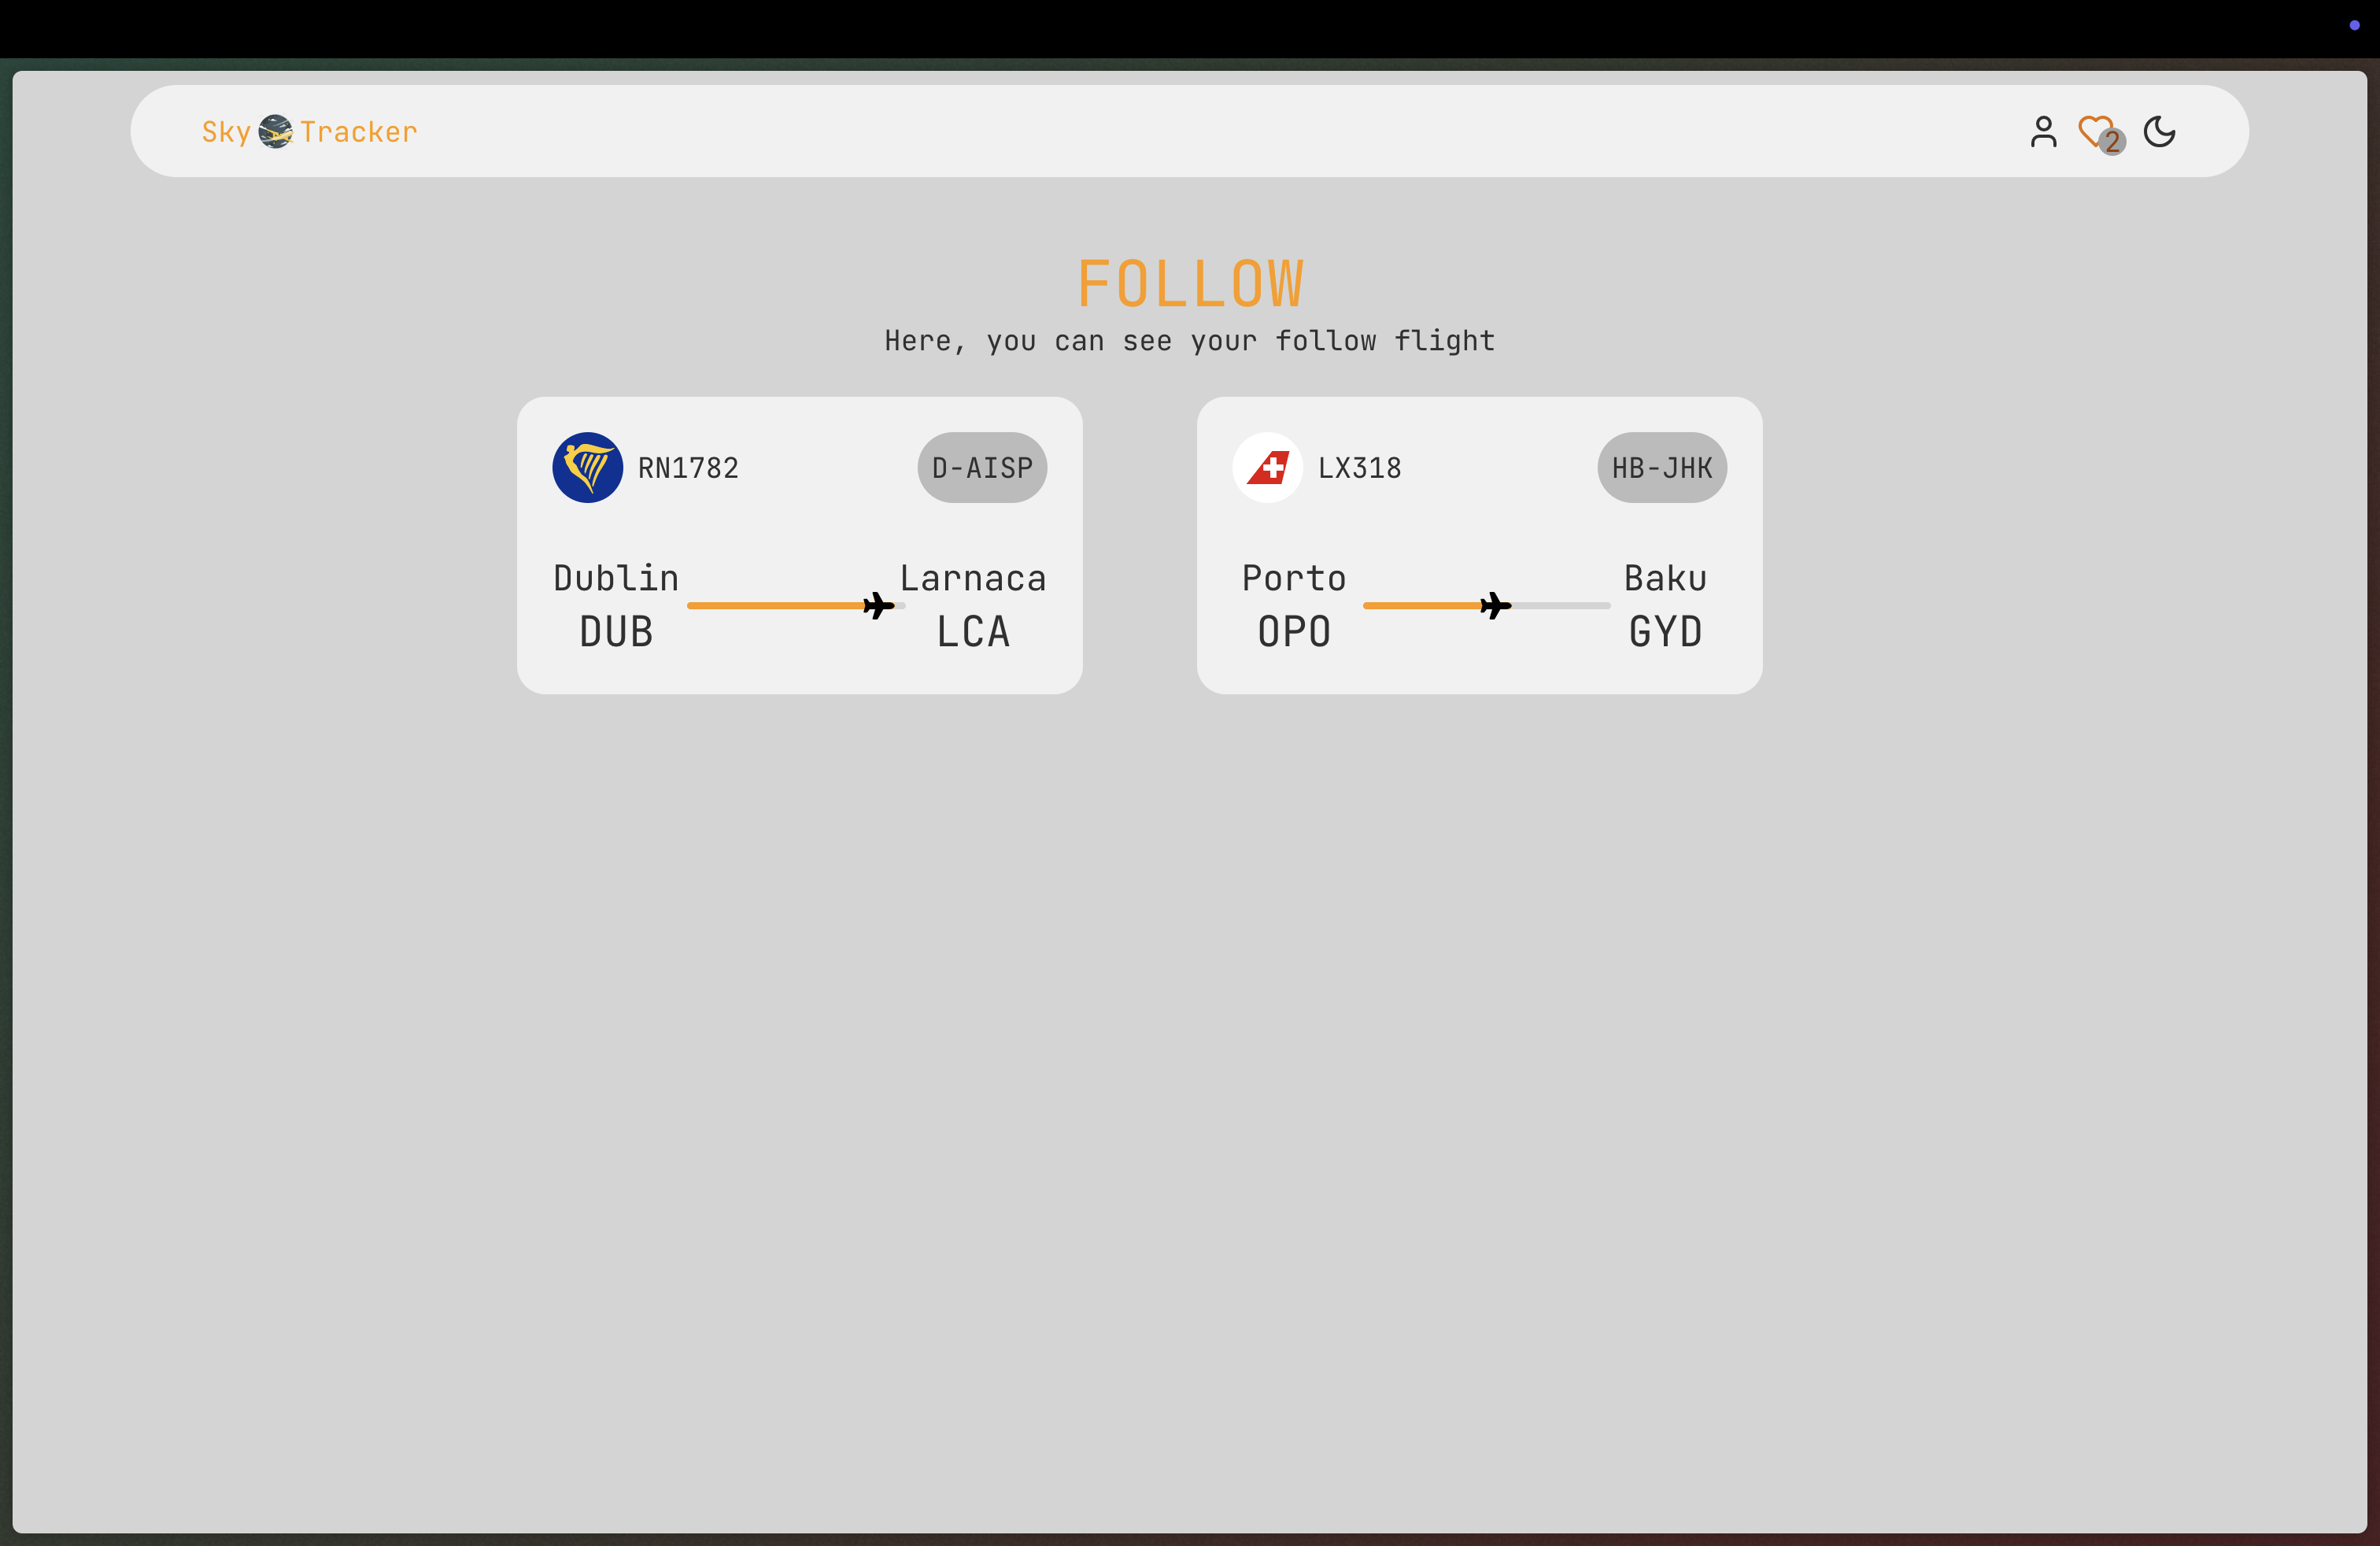 Sky Tracker
2
FOLLOW
Here, you can see your follow flight
RN1782
D-AISP
Dublin
Larnaca
DUB
LCA
LX318
HB-JHK
Porto
Baku
OPO
GYD